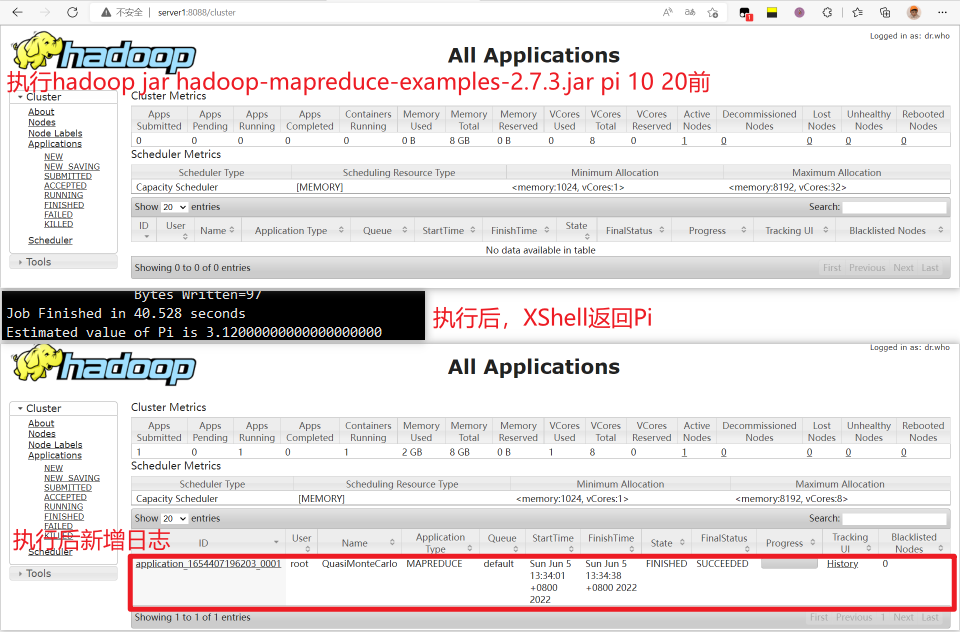 不安全 | server1:8088/cluster
Logged in as: dr.who
hadoop
All Applications
执行hadoop jar hadoop-mapreduce-examples-2.7.3.jar pi 10 20前
Cluster
About
Nodes
Node Labels
Applications
NEW
NEW_SAVING
SUBMITTED
ACCEPTED
RUNNING
FINISHED
FAILED
KILLED
Scheduler
Tools
Cluster Metrics
Apps Submitted Apps Pending Apps Running Apps Completed Containers Running Memory Used Memory Total Memory Reserved VCores Used VCores Total VCores Reserved Active Nodes Decommissioned Nodes Lost Nodes Unhealthy Nodes Rebooted Nodes
0 0 0 0 0 0 B 8 GB 0 B 0 8 0 1 0 0 0 0
Scheduler Metrics
Scheduler Type Scheduling Resource Type Minimum Allocation Maximum Allocation
Capacity Scheduler [MEMORY] <memory:1024, vCores:1> <memory:8192, vCores:32>
Show 20 entries Search:
ID User Name Application Type Queue StartTime FinishTime State FinalStatus Progress Tracking UI Blacklisted Nodes
No data available in table
Showing 0 to 0 of 0 entries First Previous Next Last
Bytes Written=97
Job Finished in 40.528 seconds
Estimated value of Pi is 3.12000000000000000000
执行后，XShell返回Pi
Logged in as: dr.who
hadoop
All Applications
Cluster
About
Nodes
Node Labels
Applications
NEW
NEW_SAVING
SUBMITTED
ACCEPTED
RUNNING
FINISHED
FAILED
KILLED
执行后新增日志
Scheduler
Tools
Cluster Metrics
Apps Submitted Apps Pending Apps Running Apps Completed Containers Running Memory Used Memory Total Memory Reserved VCores Used VCores Total VCores Reserved Active Nodes Decommissioned Nodes Lost Nodes Unhealthy Nodes Rebooted Nodes
1 0 1 0 1 2 GB 8 GB 0 B 1 8 0 1 0 0 0 0
Scheduler Metrics
Scheduler Type Scheduling Resource Type Minimum Allocation Maximum Allocation
Capacity Scheduler [MEMORY] <memory:1024, vCores:1> <memory:8192, vCores:8>
Show 20 entries Search:
ID User Name Application Type Queue StartTime FinishTime State FinalStatus Progress Tracking UI Blacklisted Nodes
application_1654407196203_0001 root QuasiMonteCarlo MAPREDUCE default Sun Jun 5 13:34:01 +0800 2022 Sun Jun 5 13:34:38 +0800 2022 FINISHED SUCCEEDED History 0
Showing 1 to 1 of 1 entries First Previous 1 Next Last